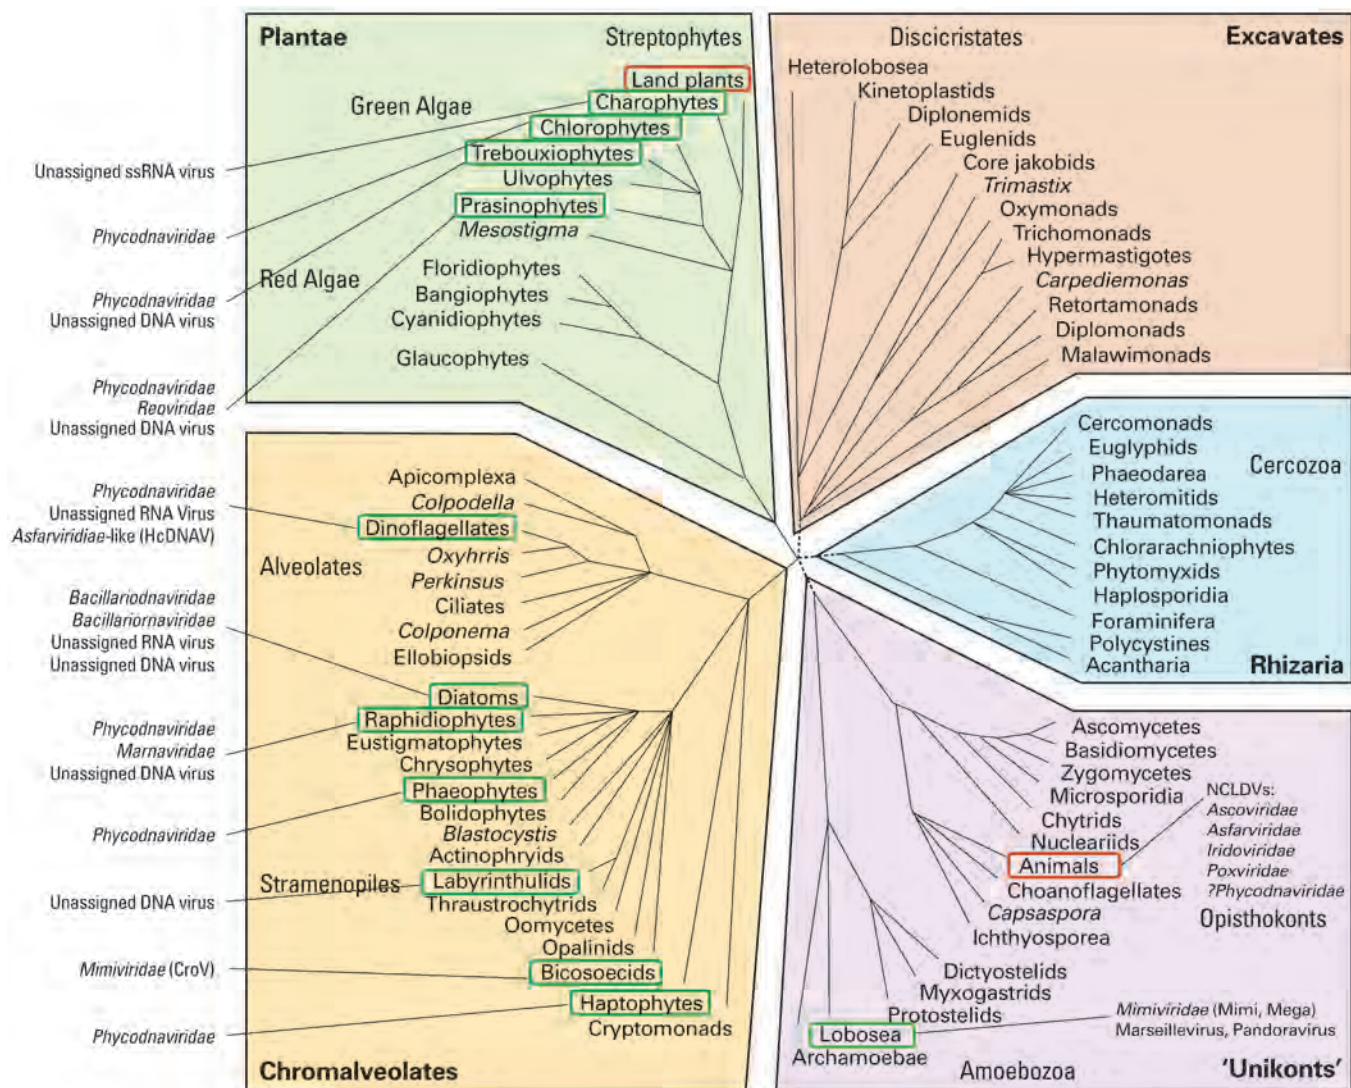 Plantae
Streptophytes
Land plants
Green Algae
Charophytes
Chlorophytes
Trebouxiophytes
Ulvophytes
Prasinophytes
Mesostigma
Red Algae
Floridiophytes
Bangiophytes
Cyanidiophytes
Glaucophytes
Unassigned ssRNA virus
Phycodnaviridae
Phycodnaviridae
Unassigned DNA virus
Phycodnaviridae
Reoviridae
Unassigned DNA virus
Discicristates
Excavates
Heterolobosea
Kinetoplastids
Diplonemids
Euglenids
Core jakobids
Trimastix
Oxymonads
Trichomonads
Hypermastigotes
Carpediemonas
Retortamonads
Diplomonads
Malawimonads
Cercomonads
Euglyphids
Cercozoa
Phaeodarea
Heteromitids
Thaumatomonads
Chlorarachniophytes
Phytomyxids
Haplosporidia
Foraminifera
Polycystines
Acantharia
Rhizaria
Phycodnaviridae
Unassigned RNA Virus
Asfarviridiae-like (HcDNAV)
Bacillariodnaviridae
Bacillariornaviridae
Unassigned RNA virus
Unassigned DNA virus
Phycodnaviridae
Marnaviridae
Unassigned DNA virus
Phycodnaviridae
Unassigned DNA virus
Mimiviridae (CroV)
Phycodnaviridae
Apicomplexa
Colpodella
Dinoflagellates
Alveolates
Oxyhrris
Perkinsus
Ciliates
Colponema
Ellobiopsids
Diatoms
Raphidiophytes
Eustigmatophytes
Chrysophytes
Phaeophytes
Bolidophytes
Blastocystis
Actinophryids
Stramenopiles
Labyrinthulids
Thraustrochytrids
Oomycetes
Opalinids
Bicosoecids
Haptophytes
Cryptomonads
Chromalveolates
Ascomycetes
Basidiomycetes
Zygomycetes
Microsporidia
Chytrids
Nucleariids
Animals
Choanoflagellates
Capsaspora
Ichthyosporea
NCLDVs:
Ascoviridae
Asfarviridae
Iridoviridae
Poxviridae
?Phycodnaviridae
Opisthokonts
Dictyostelids
Myxogastrids
Protostelids
Lobosea
Archamoebae
Mimiviridae (Mimi, Mega)
Marseillevirus, Pandoravirus
Amoebozoa
'Unikonts'